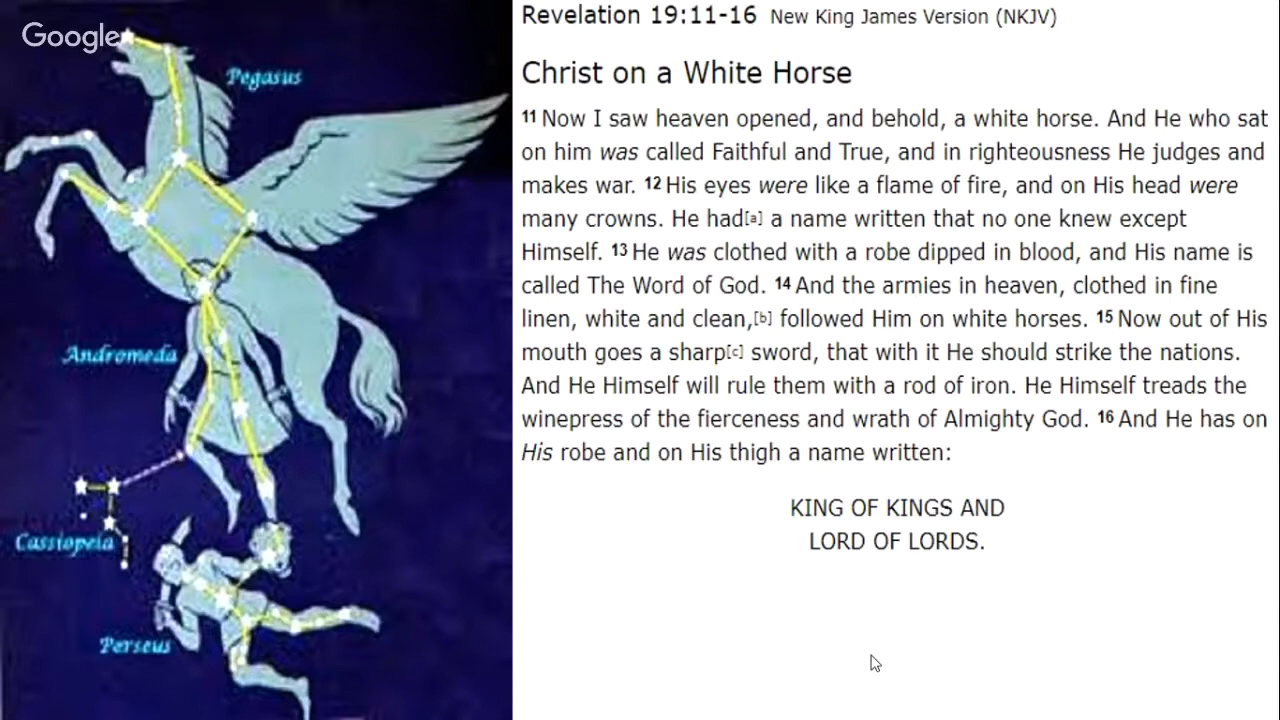 Google
Pegasus
Andromeda
Cassiopeia
Perseus
Revelation 19:11-16 New King James Version (NKJV)
Christ on a White Horse
11 Now I saw heaven opened, and behold, a white horse. And He who sat
on him was called Faithful and True, and in righteousness He judges and
makes war. 12 His eyes were like a flame of fire, and on His head were
many crowns. He had[a] a name written that no one knew except
Himself. 13 He was clothed with a robe dipped in blood, and His name is
called The Word of God. 14 And the armies in heaven, clothed in fine
linen, white and clean,[b] followed Him on white horses. 15 Now out of His
mouth goes a sharp[c] sword, that with it He should strike the nations.
And He Himself will rule them with a rod of iron. He Himself treads the
winepress of the fierceness and wrath of Almighty God. 16 And He has on
His robe and on His thigh a name written:
KING OF KINGS AND
LORD OF LORDS.